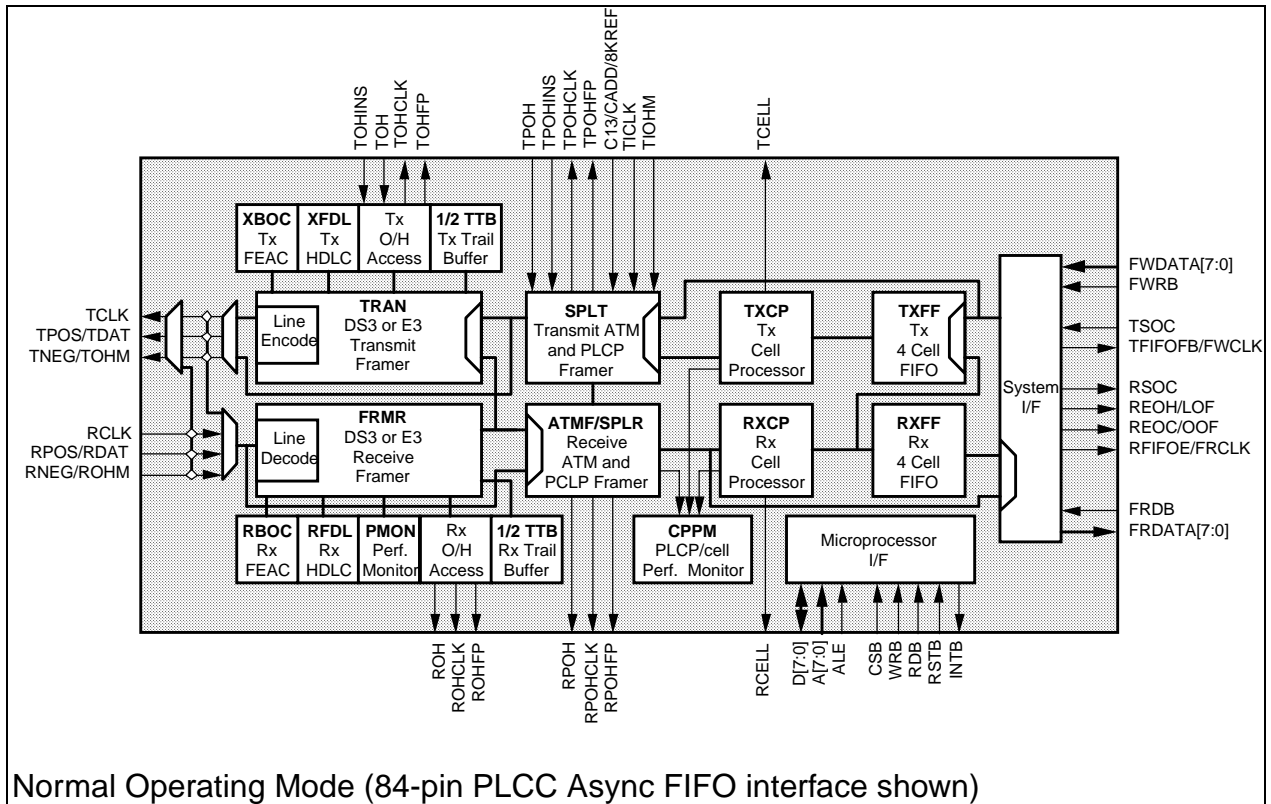 TOHINS
TOH
TOHCLK
TOHFP
TPOH
TPOHINS
TPOHCLK
TPOHFP
C13/CADD/8KREF
TICLK
TIOHM
TCELL
XBOC
Tx
FEAC
XFDL
Tx
HDLC
Tx
O/H
Access
1/2 TTB
Tx Trail
Buffer
TCLK
TPOS/TDAT
TNEG/TOHM
Line
Encode
TRAN
DS3 or E3
Transmit
Framer
SPLT
Transmit ATM
and PLCP
Framer
TXCP
Tx
Cell
Processor
TXFF
Tx
4 Cell
FIFO
System
I/F
FWDATA[7:0]
FWRB
TSOC
TFIFOFB/FWCLK
RSOC
REOH/LOF
REOC/OOF
RFIFOE/FRCLK
FRDB
FRDATA[7:0]
RCLK
RPOS/RDAT
RNEG/ROHM
Line
Decode
FRMR
DS3 or E3
Receive
Framer
ATMF/SPLR
Receive
ATM and
PCLP Framer
RXCP
Rx
Cell
Processor
RXFF
Rx
4 Cell
FIFO
RBOC
Rx
FEAC
RFDL
Rx
HDLC
PMON
Perf.
Monitor
Rx
O/H
Access
1/2 TTB
Rx Trail
Buffer
CPPM
PLCP/cell
Perf. Monitor
Microprocessor
I/F
ROH
ROHCLK
ROHFP
RPOH
RPOHCLK
RPOHFP
RCELL
D[7:0]
A[7:0]
ALE
CSB
WRB
RDB
RSTB
INTB
Normal Operating Mode (84-pin PLCC Async FIFO interface shown)